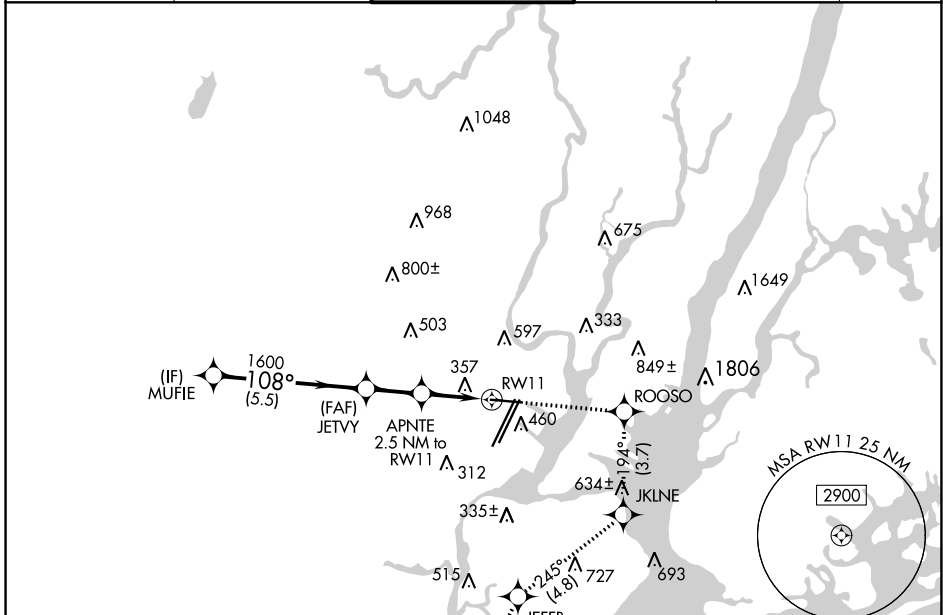 1048
968
675
800±
1649
503
597
333
1600
357
849±
1806
(IF)
MUFIE
108°
(5.5)
RW11
ROOSO
(FAF)
JETVY
APNTE
2.5 NM to
RW11
460
194°
(3.7)
MSA RW11 25 NM
312
634±
JKLNE
2900
335±
515
245°
(4.8)
727
693